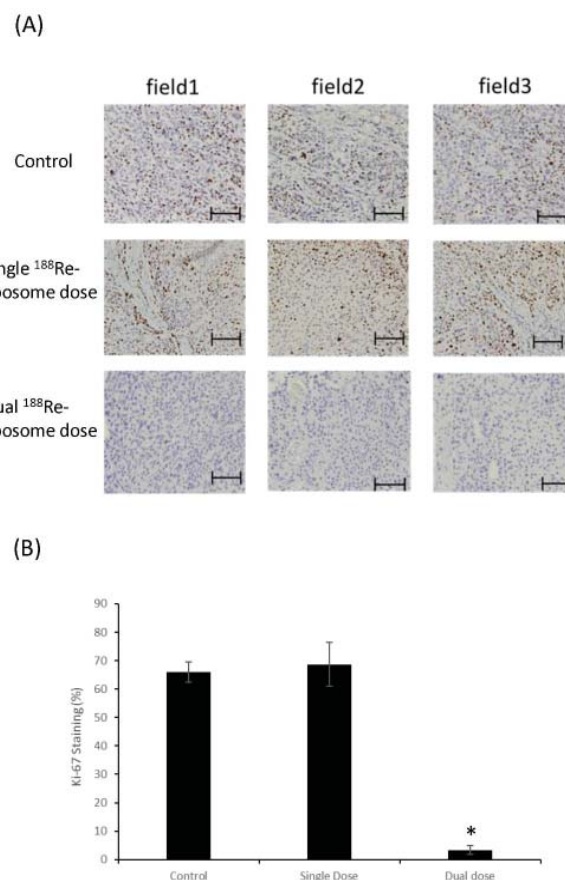 (A)
field1 field2 field3
Control
ngle ¹⁸⁸Re-
posome dose
ual ¹⁸⁸Re-
posome dose
(B)
90
80
70
60
50
40
30
20
10
0
Ki-67 Staining (%)
*
Control Single Dose Dual dose